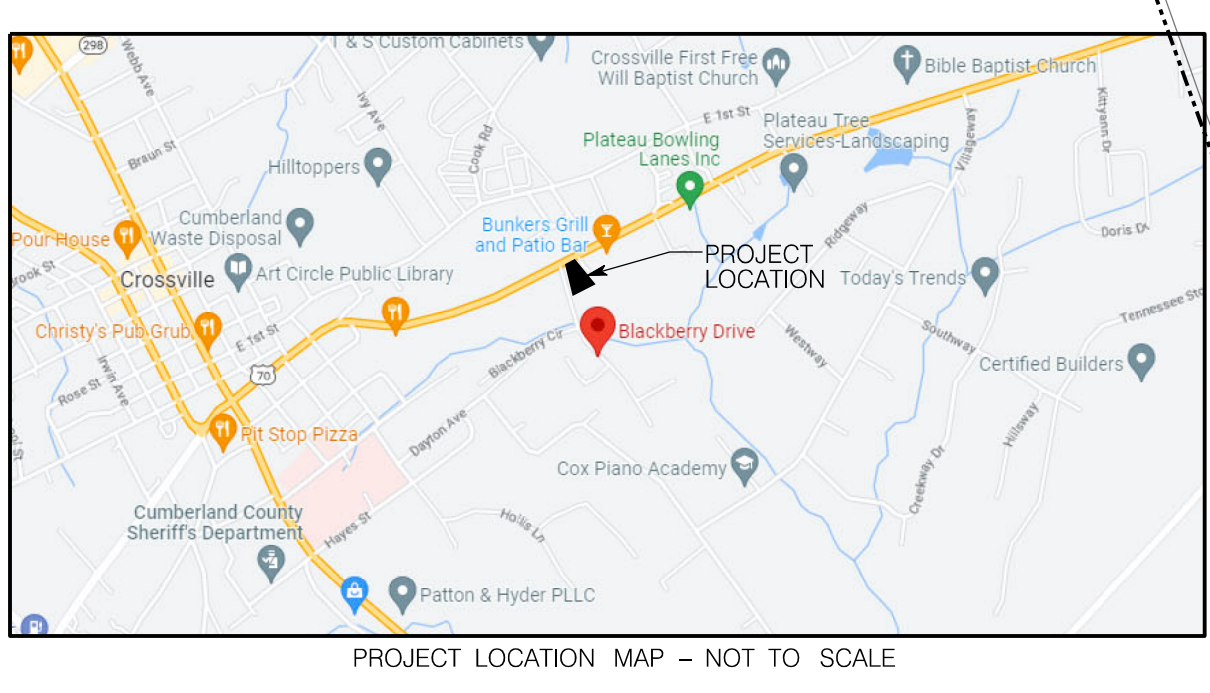 298
Webb Ave
T & S Custom Cabinets
Crossville First Free
Will Baptist Church
Bible Baptist Church
Ivy Ave
E 1st St
Kittyann Dr
Braun St
Cook Rd
Plateau Bowling
Lanes Inc
Plateau Tree
Services-Landscaping
Villageway
Hilltoppers
Cumberland
Waste Disposal
Bunkers Grill
and Patio Bar
Ridgeway
Doris Dr
Pour House
PROJECT
LOCATION
Crossville
Art Circle Public Library
Today's Trends
Tennessee
Christy's Pub Grub
E 1st St
Blackberry Cir
Blackberry Drive
Westway
Southway
Certified Builders
70
Irwin Ave
Rose St
Pit Stop Pizza
Dayton Ave
Hillsway
Cox Piano Academy
Creekway Dr
Cumberland County
Sheriff's Department
Hayes St
Hollis Ln
Patton & Hyder PLLC
PROJECT LOCATION MAP – NOT TO SCALE